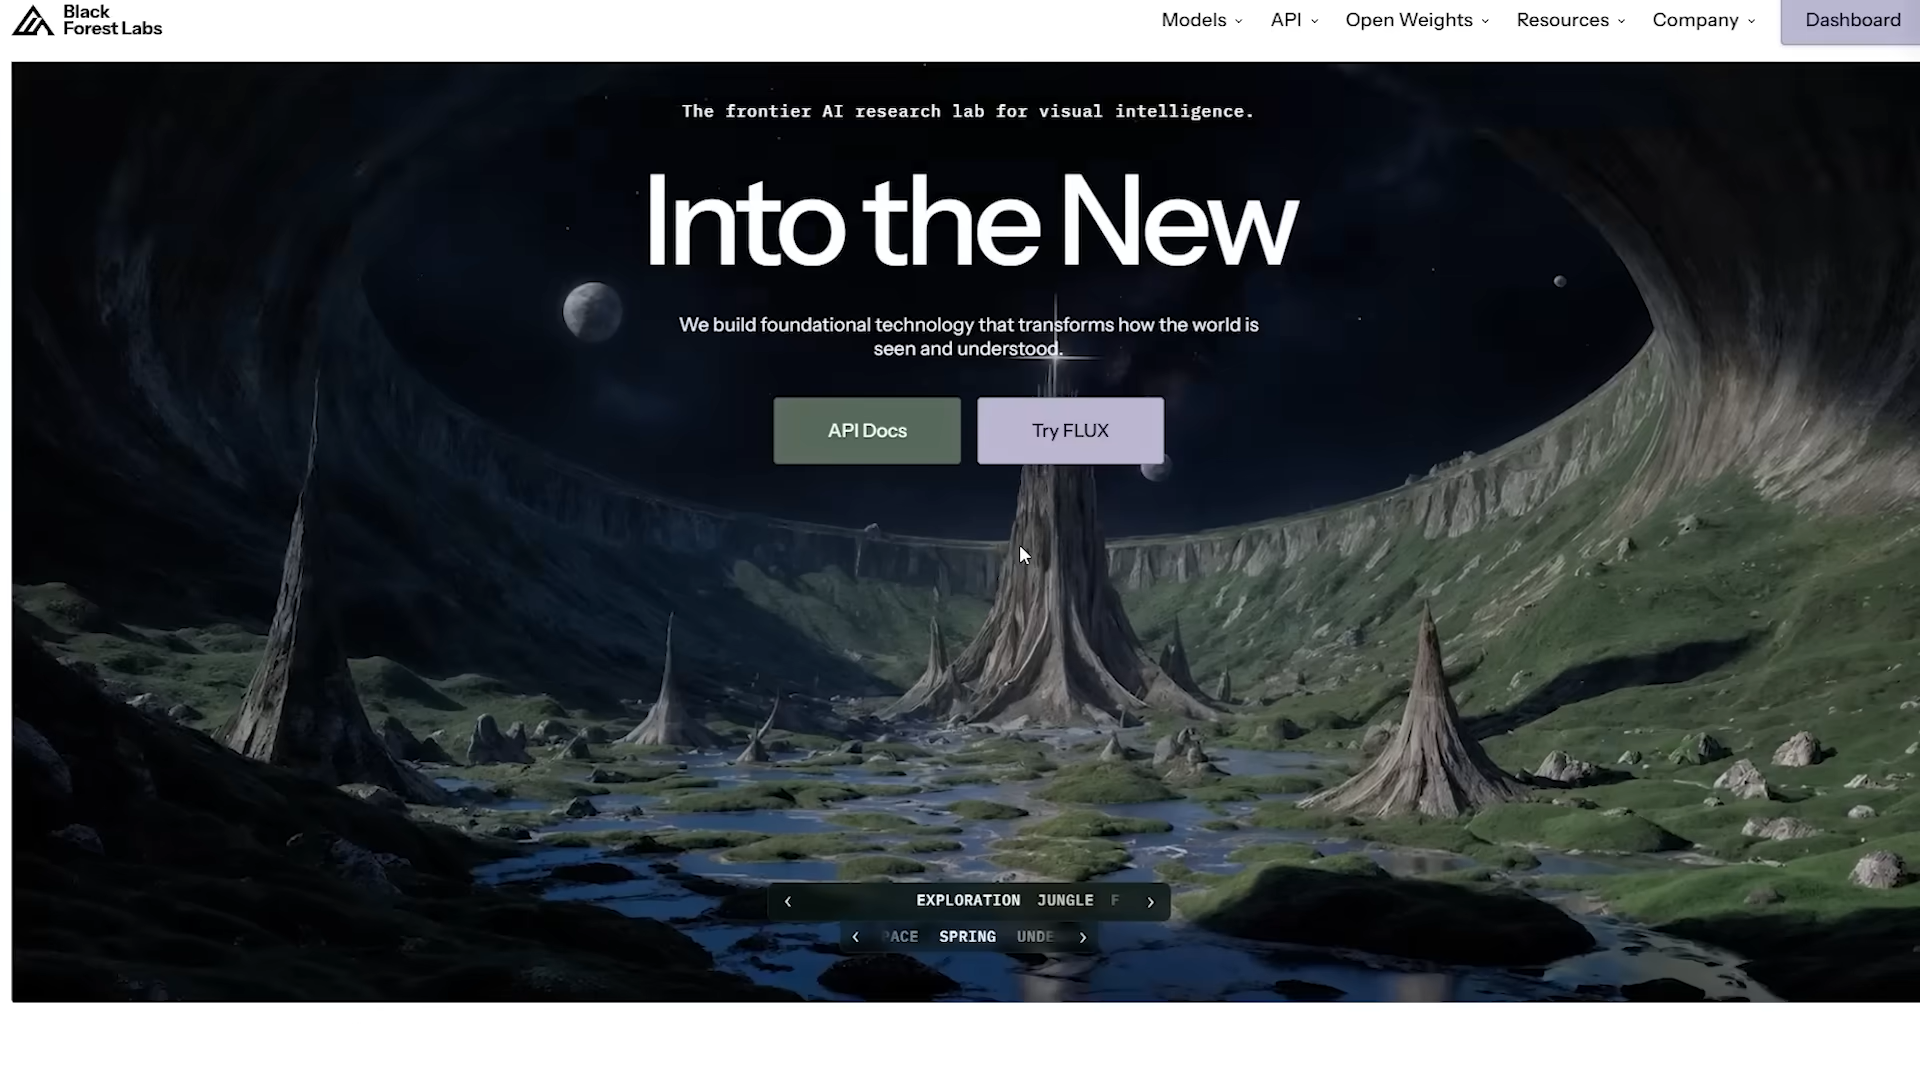 Black
Forest Labs
Models
API
Open Weights
Resources
Company
Dashboard
The frontier AI research lab for visual intelligence.
Into the New
We build foundational technology that transforms how the world is
seen and understood.
API Docs
Try FLUX
EXPLORATION JUNGLE F
PACE SPRING UNDE